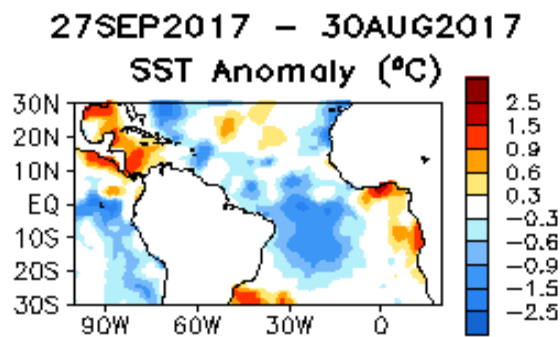 27SEP2017 – 30AUG2017
SST Anomaly (ºC)
30N
20N
10N
EQ
10S
20S
30S
90W
60W
30W
0
2.5
1.5
0.9
0.6
0.3
−0.3
−0.6
−0.9
−1.5
−2.5